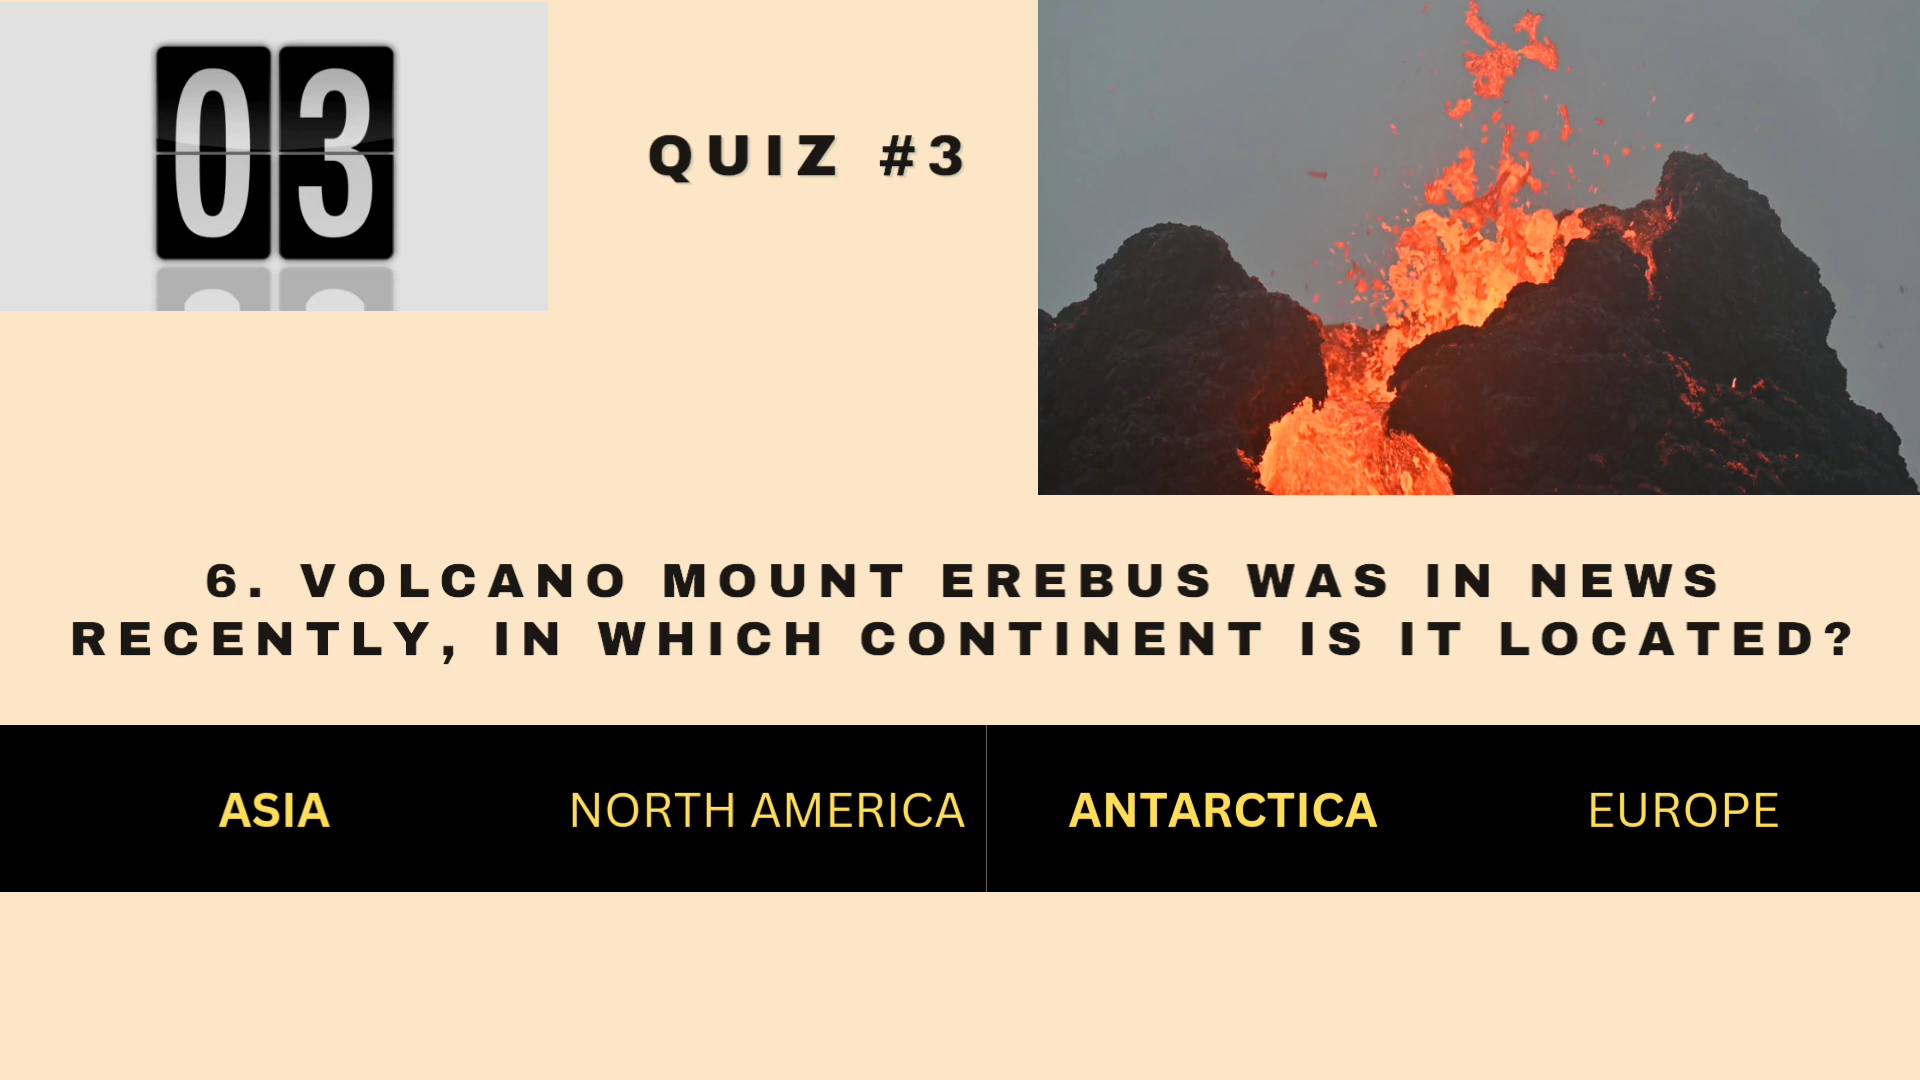 03
QUIZ #3
6. VOLCANO MOUNT EREBUS WAS IN NEWS
RECENTLY, IN WHICH CONTINENT IS IT LOCATED?
ASIA
NORTH AMERICA
ANTARCTICA
EUROPE